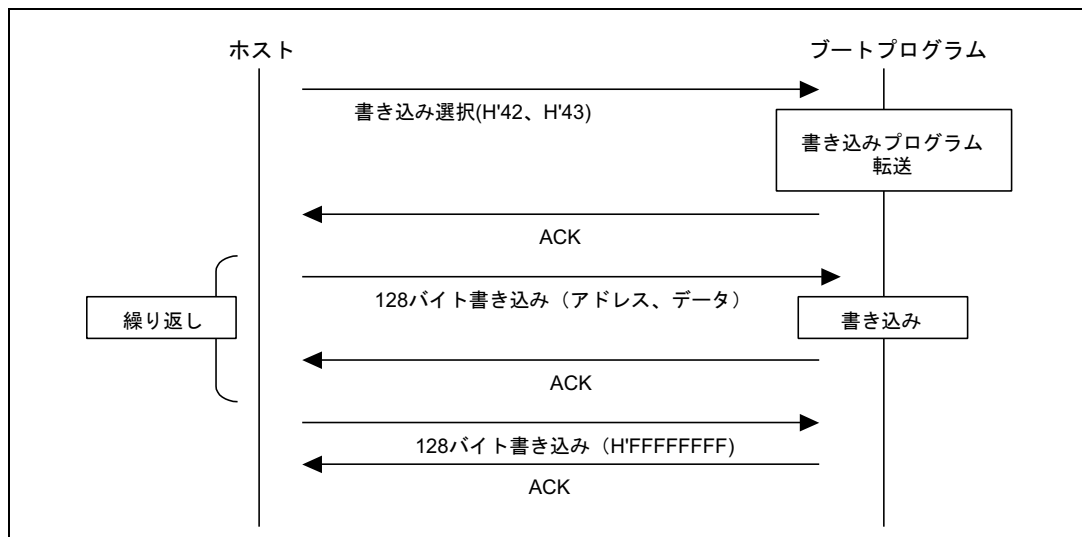 ホスト
ブートプログラム
書き込み選択(H'42、H'43)
書き込みプログラム
転送
ACK
128バイト書き込み（アドレス、データ）
繰り返し
書き込み
ACK
128バイト書き込み（H'FFFFFFFF)
ACK